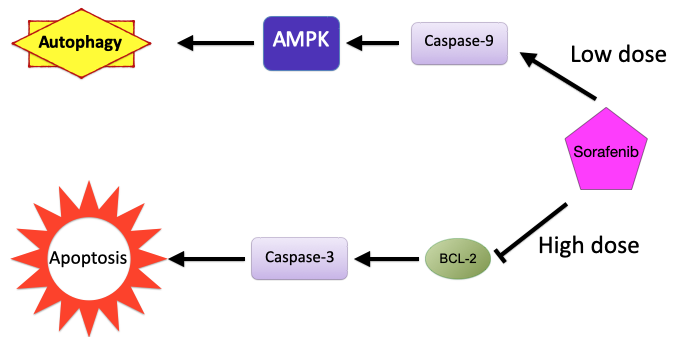 Autophagy
AMPK
Caspase-9
Low dose
Sorafenib
High dose
BCL-2
Caspase-3
Apoptosis